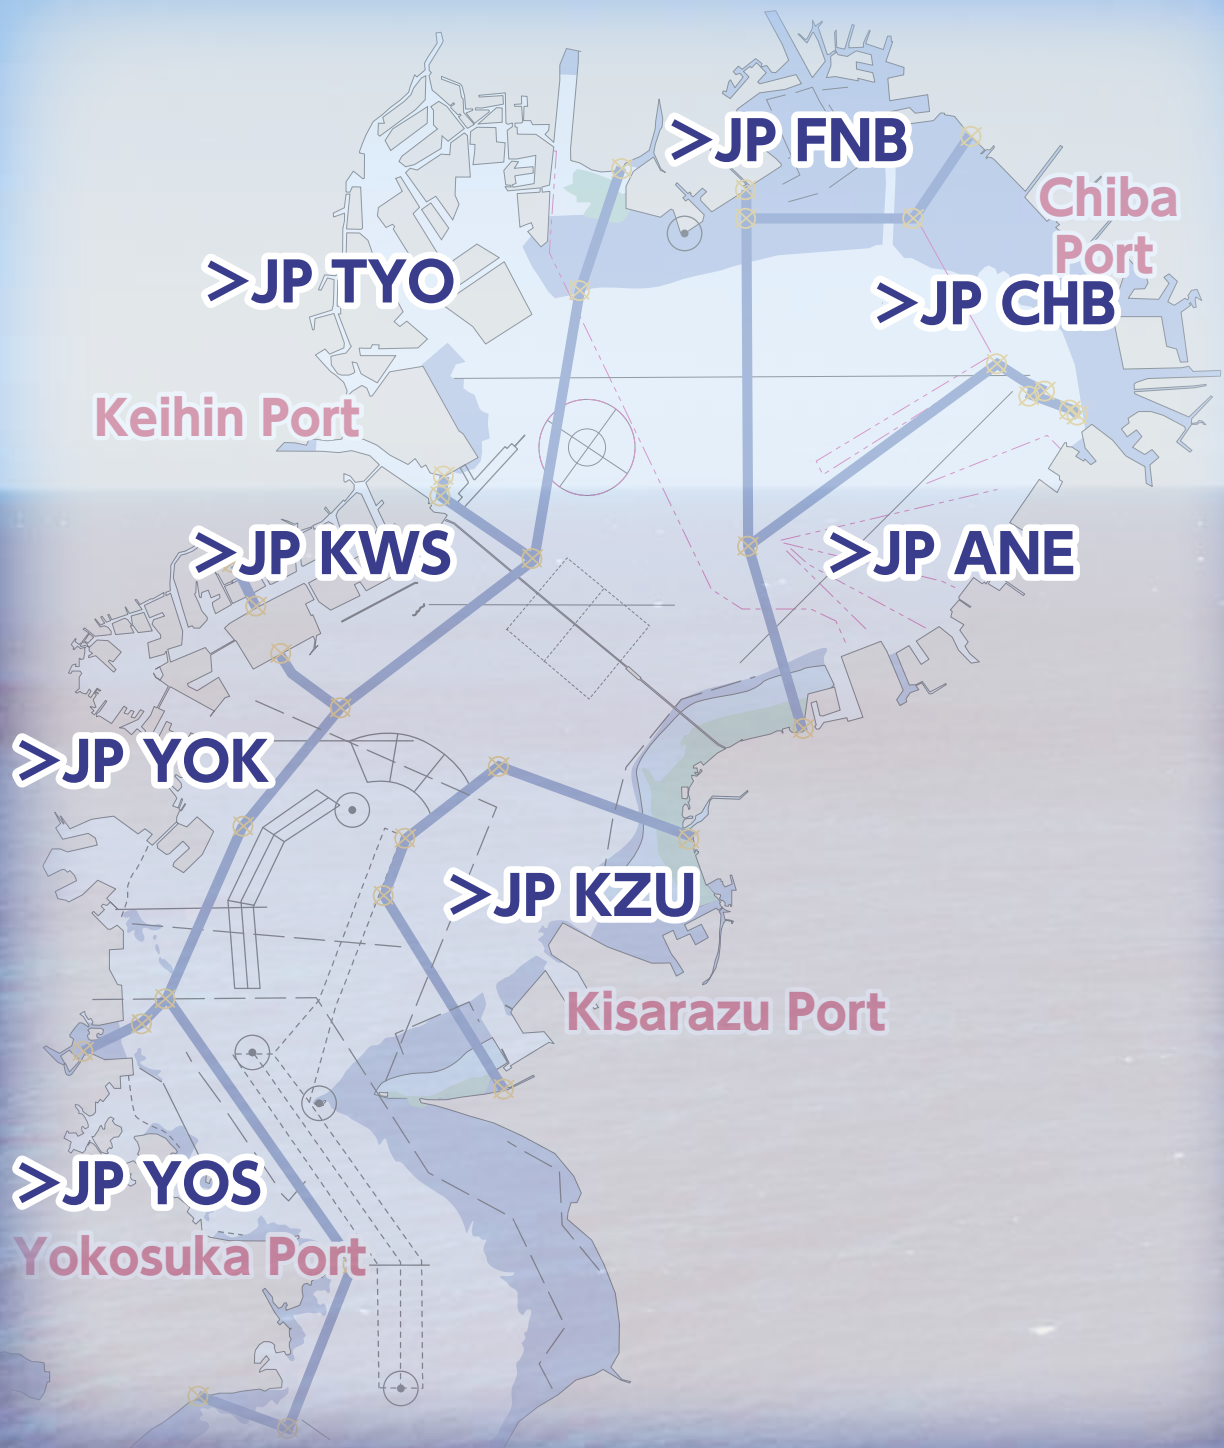 >JP FNB
Chiba
Port
>JP TYO
>JP CHB
Keihin Port
>JP KWS
>JP ANE
>JP YOK
>JP KZU
Kisarazu Port
>JP YOS
Yokosuka Port